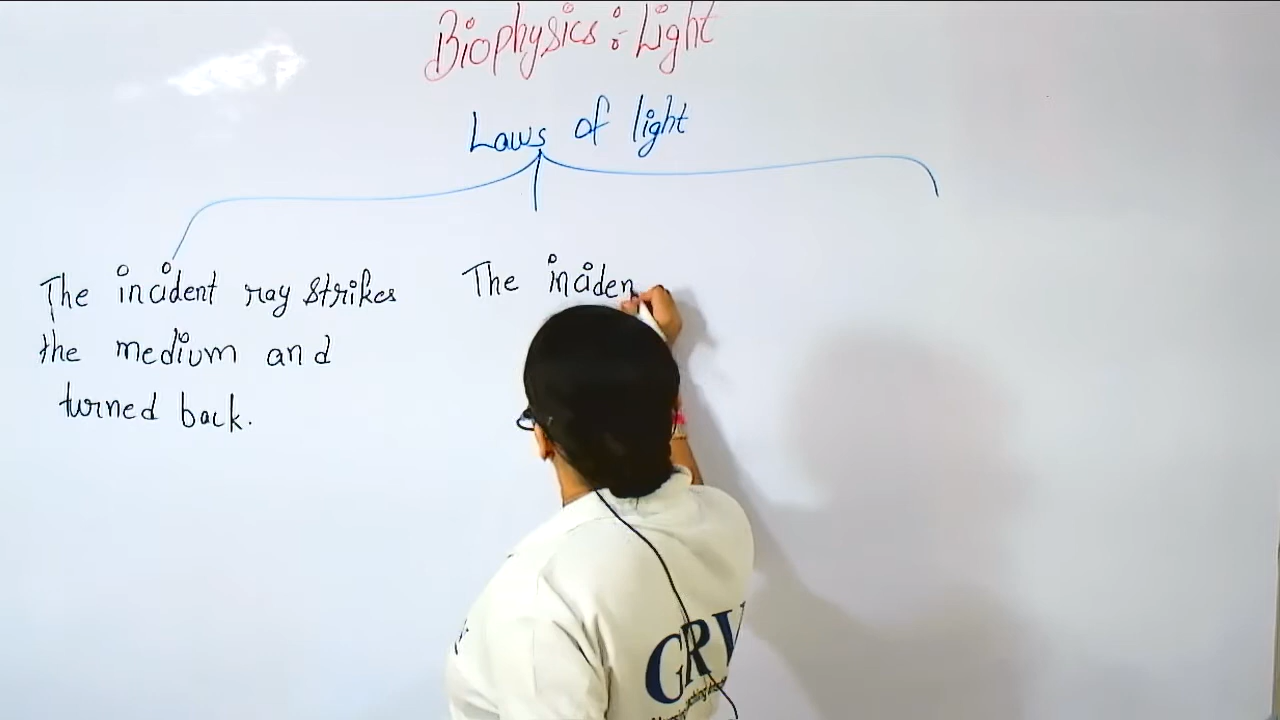 Biophysics :- Light
Laws of light
The incident ray strikes
the medium and
turned back.
The inciden
GRV